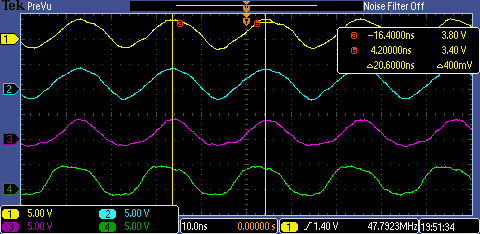 Tek PreVu Noise Filter Off
a -16.4000ns 3.80 V
b 4.20000ns 3.40 V
△20.6000ns △400mV
1
2
3
4
1 5.00 V 2 5.00 V
3 5.00 V 4 5.00 V
10.0ns 0.00000 s
1 1.40 V
47.7923MHz 19:51:34